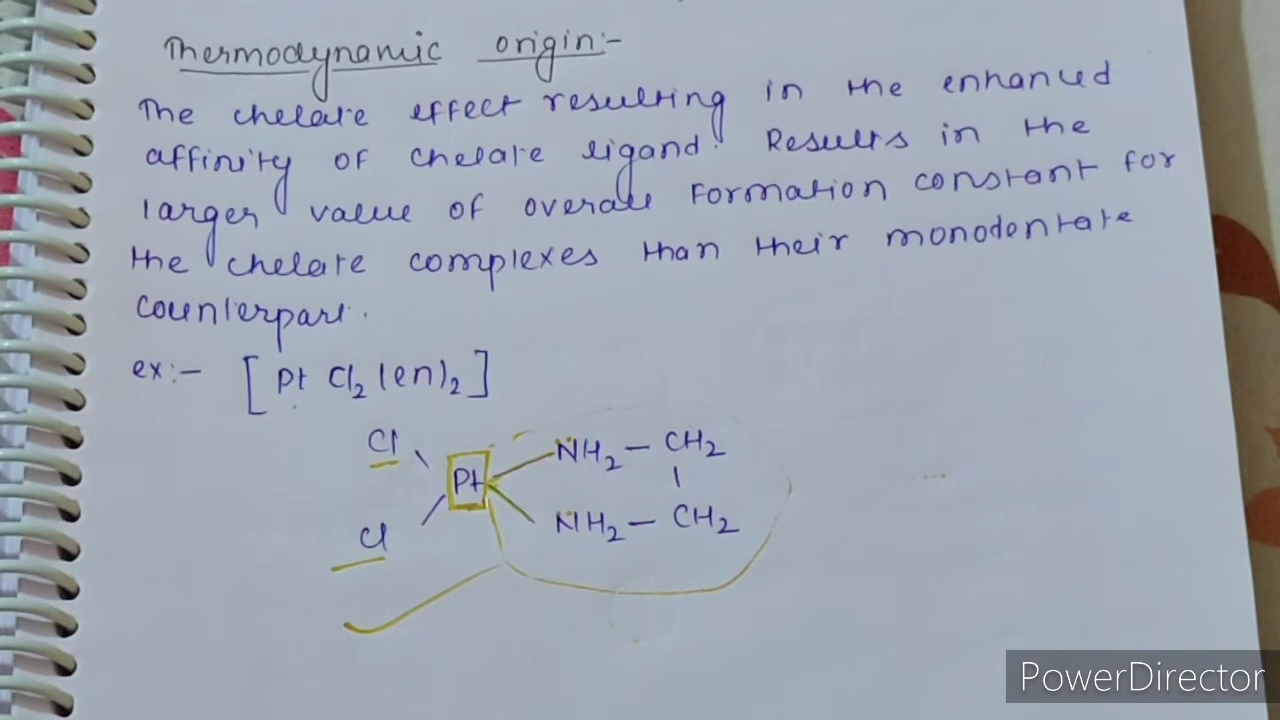 Thermodynamic origin:-
The chelate effect resulting in the enhanced
affinity of chelate ligand. Results in the
larger value of overall Formation constant for
the chelate complexes than their monodentate
counterpart.
ex:- [Pt Cl2 (en)2]
Cl
NH2 - CH2
Pt
Cl
NH2 - CH2
PowerDirector